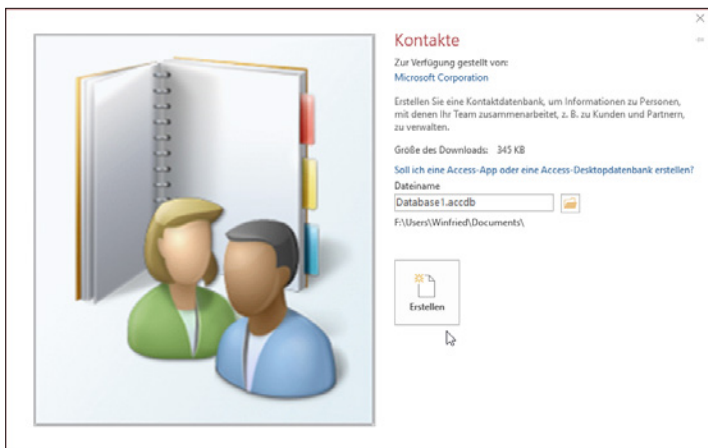 Kontakte
Zur Verfügung gestellt von:
Microsoft Corporation
Erstellen Sie eine Kontaktdatenbank, um Informationen zu Personen,
mit denen Ihr Team zusammenarbeitet, z. B. zu Kunden und Partnern,
zu verwalten.
Größe des Downloads: 345 KB
Soll ich eine Access-App oder eine Access-Desktopdatenbank erstellen?
Dateiname
Database1.accdb
F:\Users\Winfried\Documents\
Erstellen